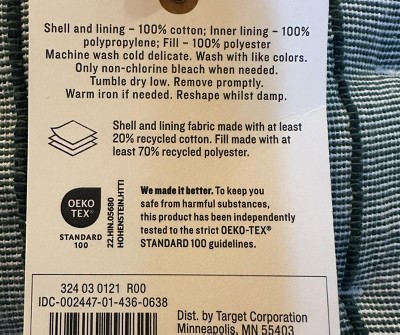 Shell and lining – 100% cotton; Inner lining – 100%
polypropylene; Fill – 100% polyester
Machine wash cold delicate. Wash with like colors.
Only non-chlorine bleach when needed.
Tumble dry low. Remove promptly.
Warm iron if needed. Reshape whilst damp.
Shell and lining fabric made with at least
20% recycled cotton. Fill made with at
least 70% recycled polyester.
OEKO
TEX®
STANDARD
100
22.HIN.05680
HOHENSTEIN.HTTI
We made it better. To keep you
safe from harmful substances,
this product has been independently
tested to the strict OEKO-TEX®
STANDARD 100 guidelines.
324 03 0121 R00
IDC-002447-01-436-0638
Dist. by Target Corporation
Minneapolis, MN 55403